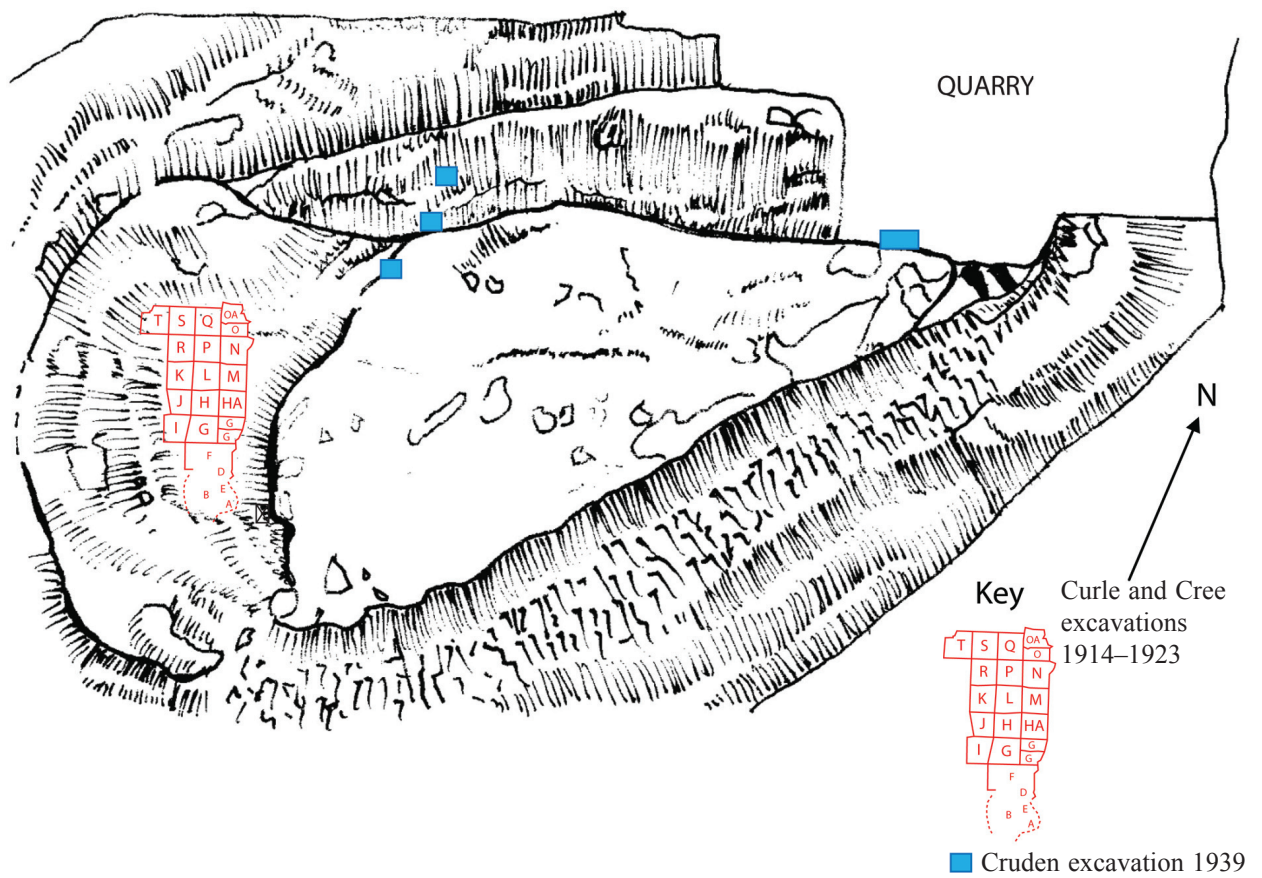 QUARRY
T S Q OA
O
R P N
K L M
J H HA
I G G
G
F
D
E
B
A
N
Key
Curle and Cree
excavations
1914–1923
T S Q OA
O
R P N
K L M
J H HA
I G G
G
F
D
E
B
A
Cruden excavation 1939